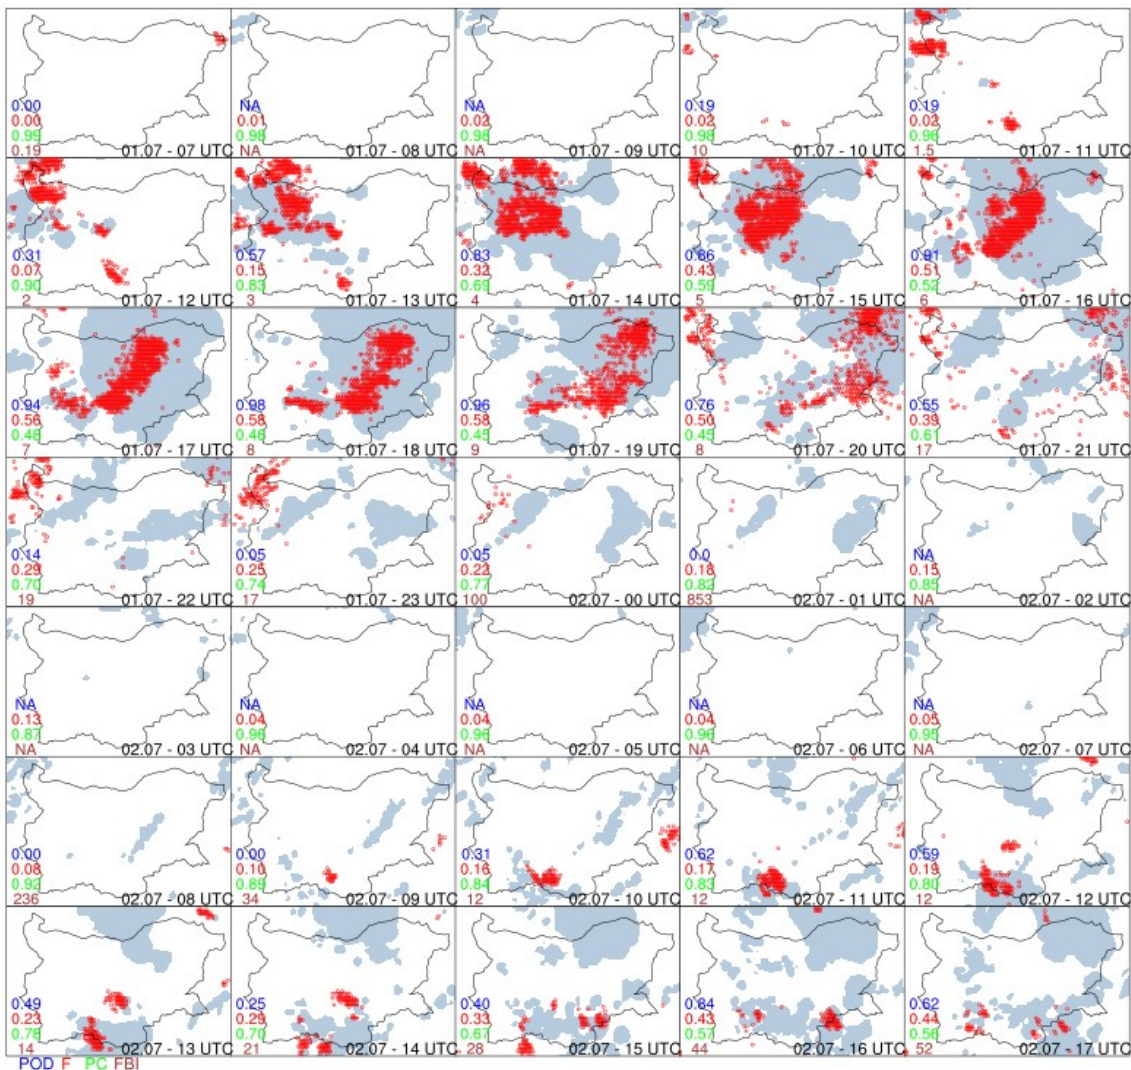 0.00
0.00
0.99
0.19 01.07 - 07 UTC
NA
0.01
0.98
NA 01.07 - 08 UTC
NA
0.02
0.98
NA 01.07 - 09 UTC
0.19
0.02
0.98
10 01.07 - 10 UTC
0.19
0.02
0.96
1.5 01.07 - 11 UTC
0.31
0.07
0.90
2 01.07 - 12 UTC
0.57
0.15
0.83
3 01.07 - 13 UTC
0.83
0.32
0.69
4 01.07 - 14 UTC
0.86
0.43
0.59
5 01.07 - 15 UTC
0.91
0.51
0.52
6 01.07 - 16 UTC
0.94
0.56
0.48
7 01.07 - 17 UTC
0.98
0.58
0.46
8 01.07 - 18 UTC
0.96
0.58
0.45
9 01.07 - 19 UTC
0.76
0.50
0.45
8 01.07 - 20 UTC
0.55
0.39
0.61
17 01.07 - 21 UTC
0.14
0.29
0.70
19 01.07 - 22 UTC
0.05
0.25
0.74
17 01.07 - 23 UTC
0.05
0.22
0.77
100 02.07 - 00 UTC
0.0
0.18
0.82
853 02.07 - 01 UTC
NA
0.15
0.85
NA 02.07 - 02 UTC
NA
0.13
0.87
NA 02.07 - 03 UTC
NA
0.04
0.96
NA 02.07 - 04 UTC
NA
0.04
0.96
NA 02.07 - 05 UTC
NA
0.04
0.96
NA 02.07 - 06 UTC
NA
0.05
0.95
NA 02.07 - 07 UTC
0.00
0.08
0.92
236 02.07 - 08 UTC
0.00
0.10
0.89
34 02.07 - 09 UTC
0.31
0.16
0.84
12 02.07 - 10 UTC
0.62
0.17
0.83
12 02.07 - 11 UTC
0.59
0.19
0.80
12 02.07 - 12 UTC
0.49
0.23
0.78
14 02.07 - 13 UTC
0.25
0.29
0.70
21 02.07 - 14 UTC
0.40
0.33
0.67
28 02.07 - 15 UTC
0.84
0.43
0.57
44 02.07 - 16 UTC
0.62
0.44
0.56
52 02.07 - 17 UTC
POD F PC FBI